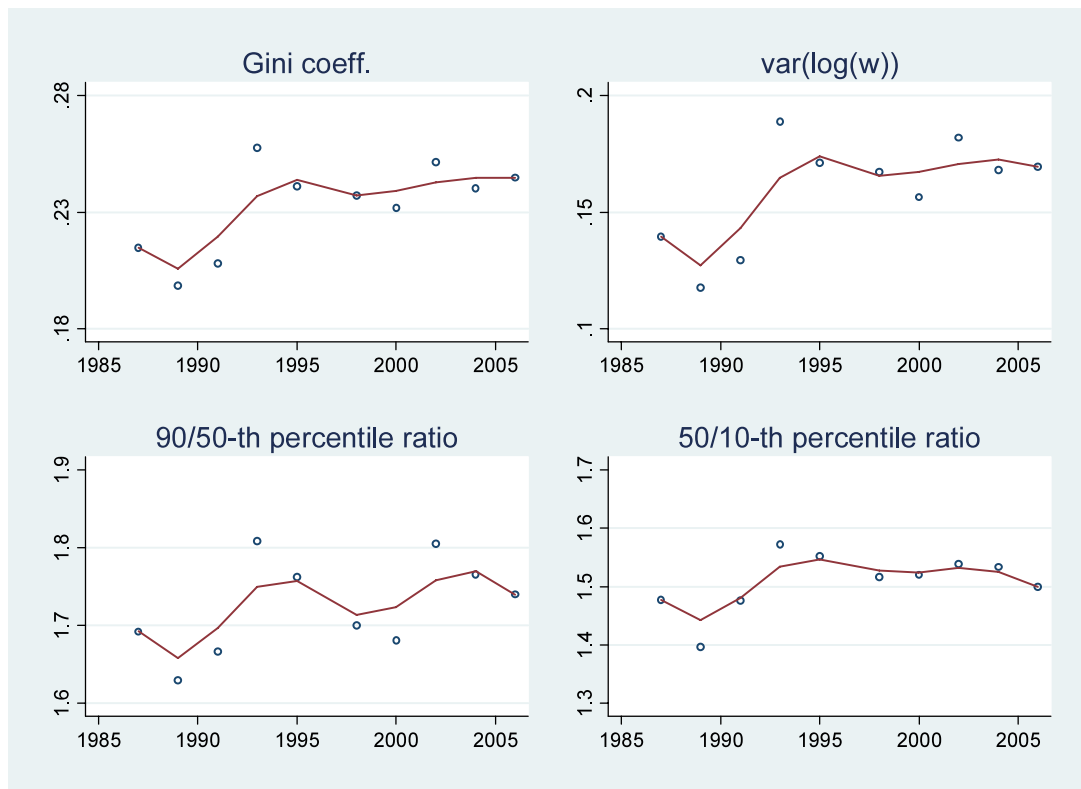 Gini coeff.
.28
.23
.18
1985 1990 1995 2000 2005
var(log(w))
.2
.15
.1
1985 1990 1995 2000 2005
90/50-th percentile ratio
1.9
1.8
1.7
1.6
1985 1990 1995 2000 2005
50/10-th percentile ratio
1.7
1.6
1.5
1.4
1.3
1985 1990 1995 2000 2005